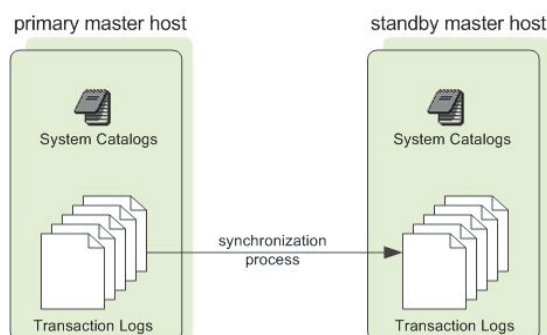 primary master host
standby master host
System Catalogs
System Catalogs
synchronization
process
Transaction Logs
Transaction Logs